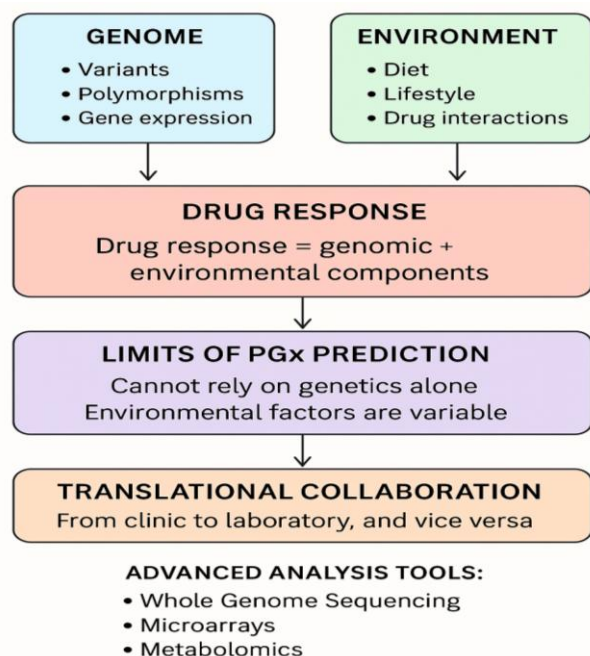 GENOME
• Variants
• Polymorphisms
• Gene expression
ENVIRONMENT
• Diet
• Lifestyle
• Drug interactions
DRUG RESPONSE
Drug response = genomic +
environmental components
LIMITS OF PGx PREDICTION
Cannot rely on genetics alone
Environmental factors are variable
TRANSLATIONAL COLLABORATION
From clinic to laboratory, and vice versa
ADVANCED ANALYSIS TOOLS:
• Whole Genome Sequencing
• Microarrays
• Metabolomics